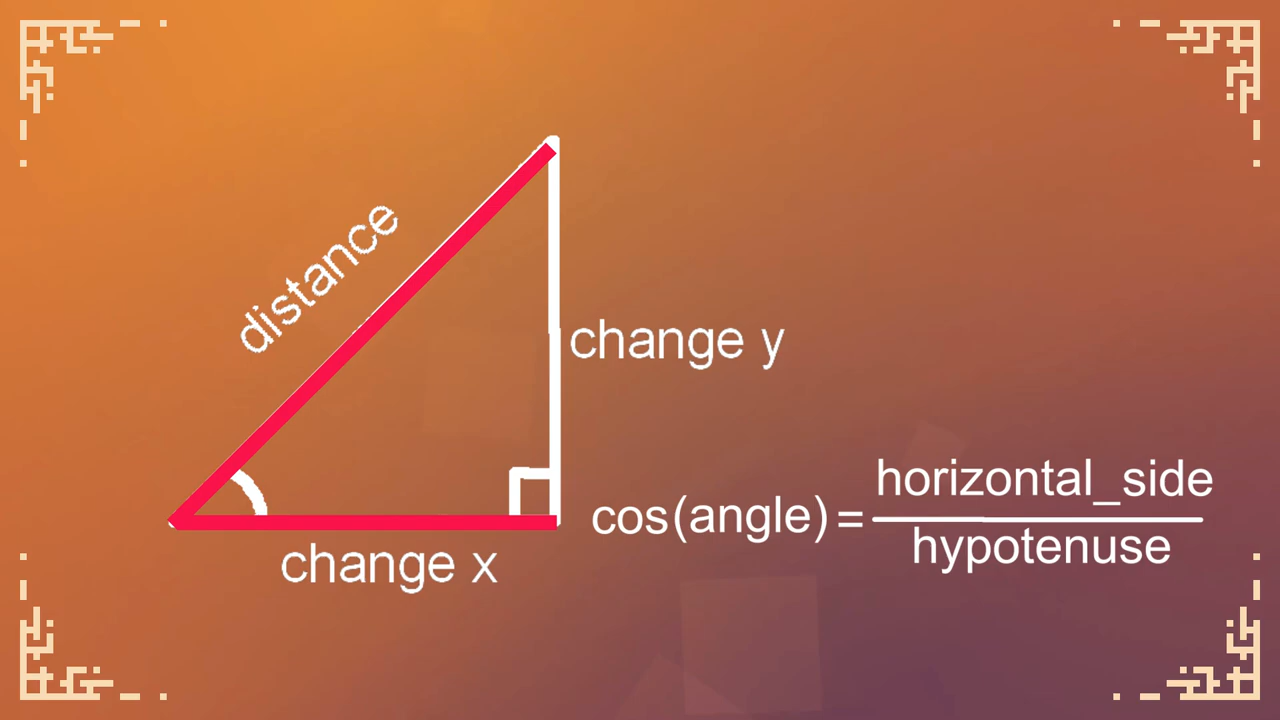 distance
change y
change x
cos(angle)=
horizontal_side
hypotenuse